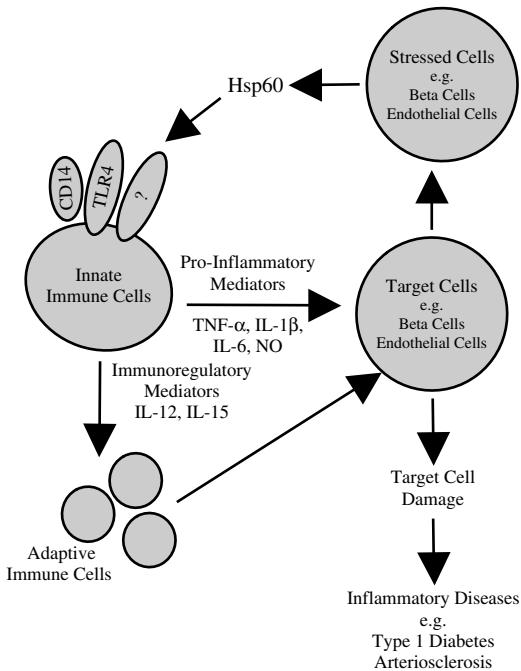 Stressed Cells
e.g.
Beta Cells
Endothelial Cells
Hsp60
CD14
TLR4
?
Innate
Immune Cells
Pro-Inflammatory
Mediators
TNF-α, IL-1β,
IL-6, NO
Target Cells
e.g.
Beta Cells
Endothelial Cells
Immunoregulatory
Mediators
IL-12, IL-15
Adaptive
Immune Cells
Target Cell
Damage
Inflammatory Diseases
e.g.
Type 1 Diabetes
Arteriosclerosis